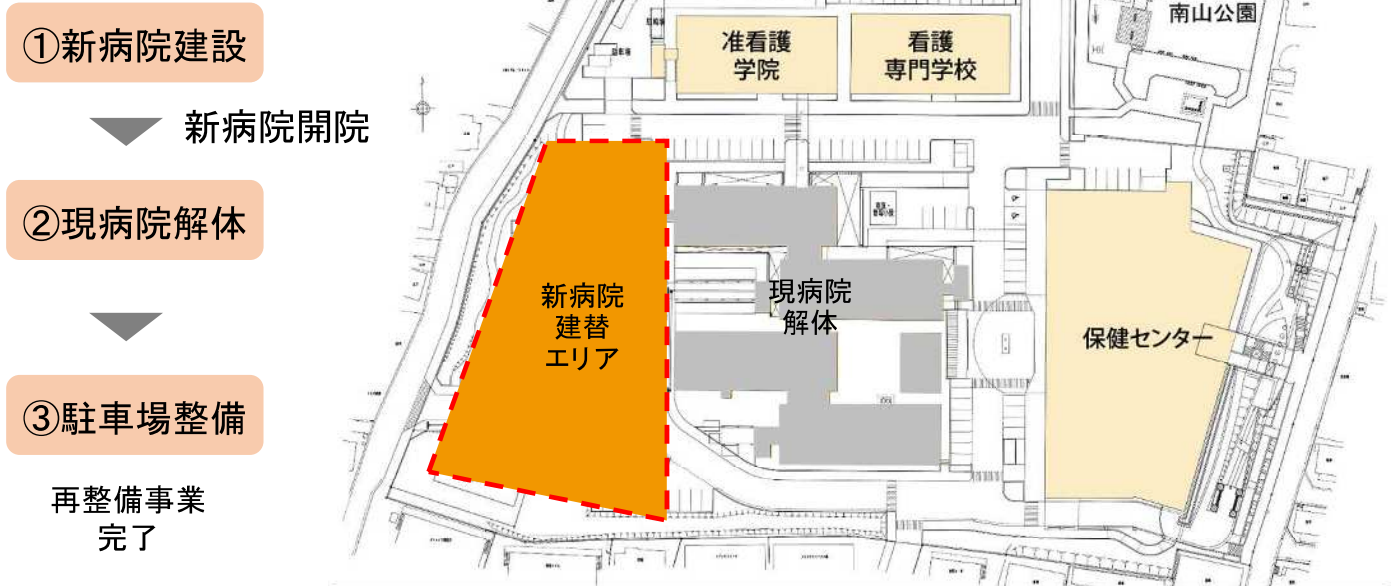 ①新病院建設
新病院開院
②現病院解体
③駐車場整備
再整備事業
完了
准看護
学院
看護
専門学校
南山公園
新病院
建替
エリア
現病院
解体
保健センター